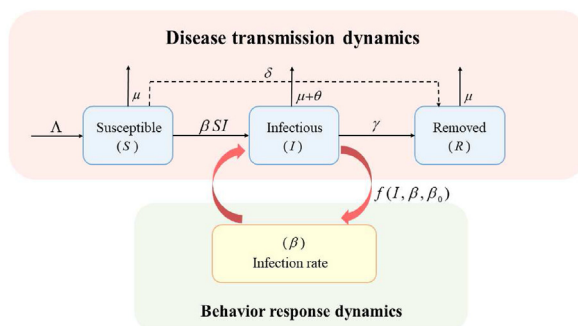 Disease transmission dynamics
δ
μ
μ+θ
μ
Λ
Susceptible
(S)
βSI
Infectious
(I)
γ
Removed
(R)
f(I, β, β₀)
(β)
Infection rate
Behavior response dynamics